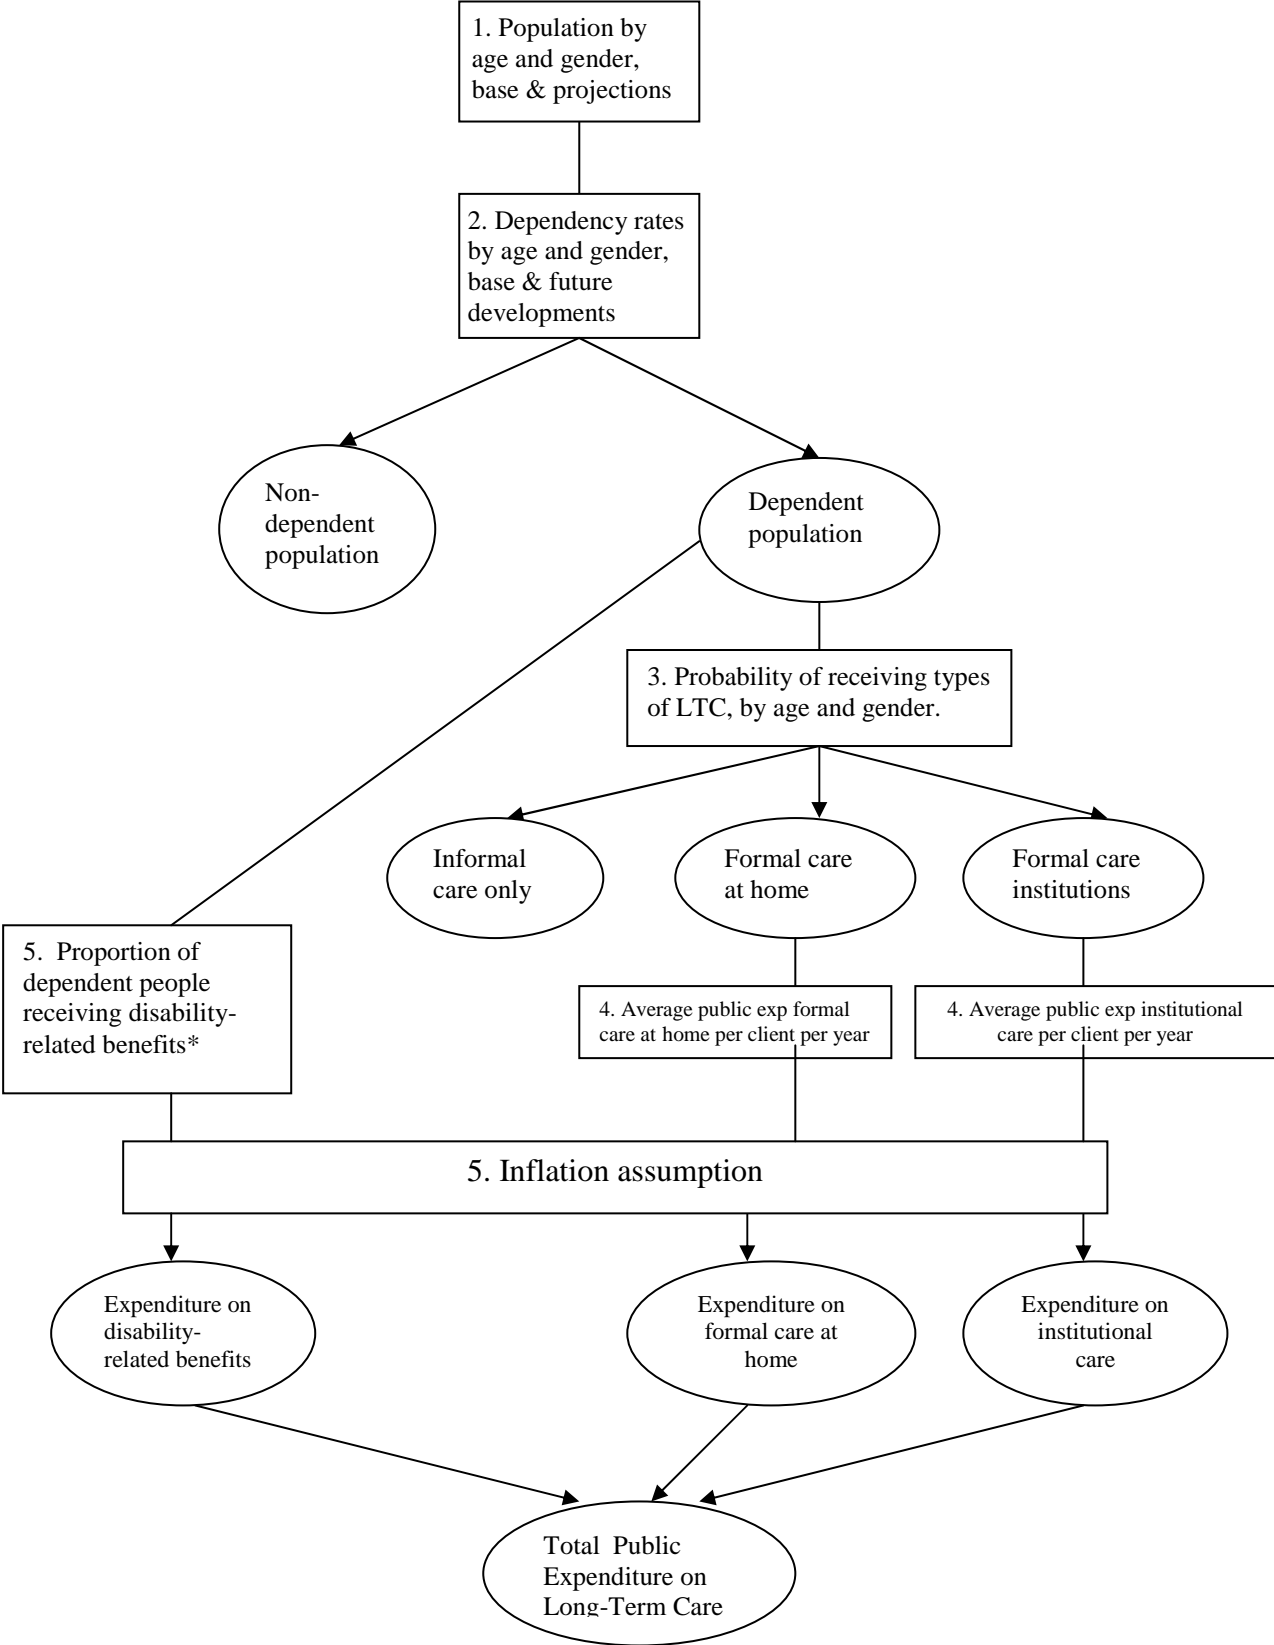 1. Population by
age and gender,
base & projections
2. Dependency rates
by age and gender,
base & future
developments
Non-
dependent
population
Dependent
population
3. Probability of receiving types
of LTC, by age and gender.
Informal
care only
Formal care
at home
Formal care
institutions
5. Proportion of
dependent people
receiving disability-
related benefits*
4. Average public exp formal
care at home per client per year
4. Average public exp institutional
care per client per year
5. Inflation assumption
Expenditure on
disability-
related benefits
Expenditure on
formal care at
home
Expenditure on
institutional
care
Total Public
Expenditure on
Long-Term Care